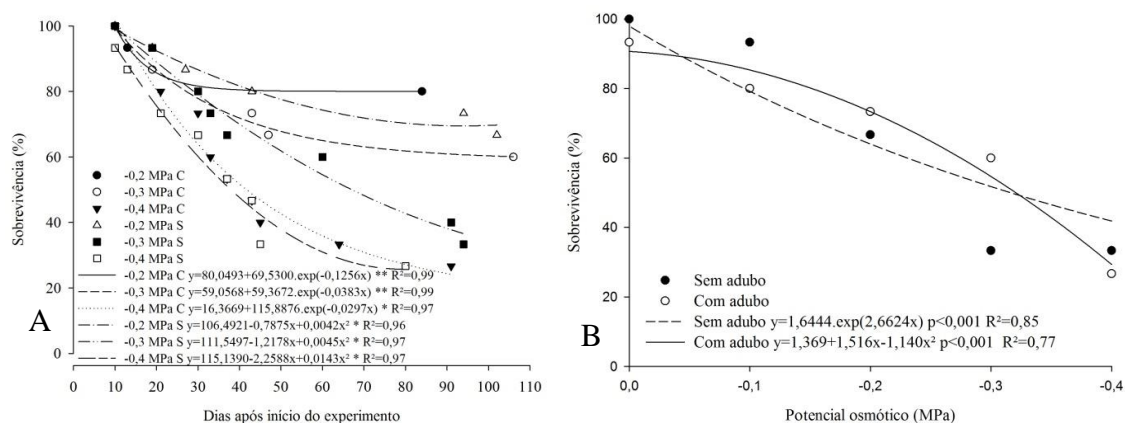 100
80
60
40
20
0
Sobrevivência (%)
-0,2 MPa C
-0,3 MPa C
-0,4 MPa C
-0,2 MPa S
-0,3 MPa S
-0,4 MPa S
-0,2 MPa C y=80,0493+69,5300.exp(-0,1256x) ** R²=0,99
-0,3 MPa C y=59,0568+59,3672.exp(-0,0383x) ** R²=0,99
-0,4 MPa C y=16,3669+115,8876.exp(-0,0297x) * R²=0,97
-0,2 MPa S y=106,4921-0,7875x+0,0042x² * R²=0,96
-0,3 MPa S y=111,5497-1,2178x+0,0045x² * R²=0,97
-0,4 MPa S y=115,1390-2,2588x+0,0143x² * R²=0,97
A
0 10 20 30 40 50 60 70 80 90 100 110
Dias após início do experimento
100
80
60
40
20
0
Sobrevivência (%)
Sem adubo
Com adubo
Sem adubo y=1,6444.exp(2,6624x) p<0,001 R²=0,85
Com adubo y=1,369+1,516x-1,140x² p<0,001 R²=0,77
B
0,0 -0,1 -0,2 -0,3 -0,4
Potencial osmótico (MPa)